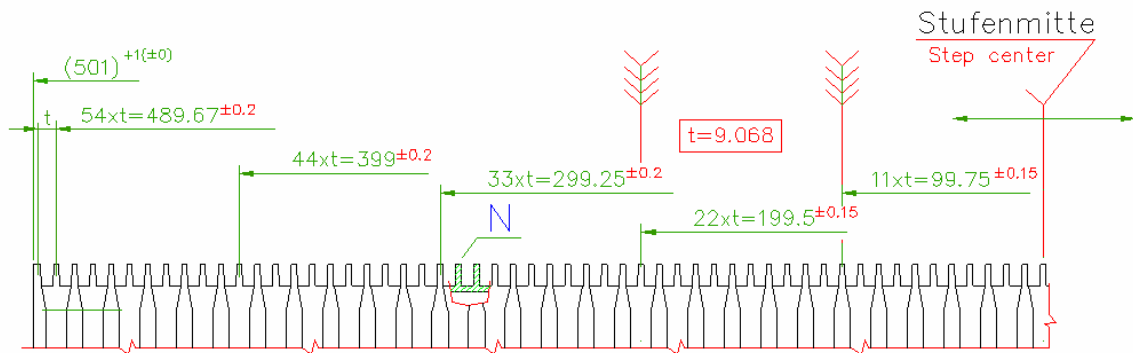 Stufenmitte
Step center
(501) +1(±0)
t
54xt=489.67±0.2
t=9.068
44xt=399±0.2
33xt=299.25±0.2
11xt=99.75±0.15
N
22xt=199.5±0.15